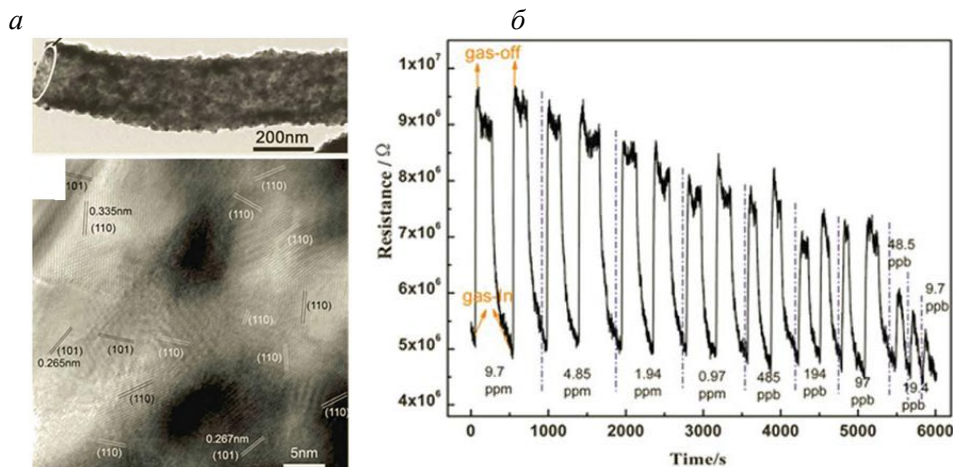 а
б
200nm
101)
(110)
(110)
0.335nm
(110)
(110)
(110)
(110)
(101)
(101)
(110)
0.265nm
(110)
(110)
(110)
(110)
0.267nm
(110)
(101)
5nm
gas-off
1x10⁷
9x10⁶
8x10⁶
7x10⁶
6x10⁶
5x10⁶
4x10⁶
Resistance / Ω
gas-in
9.7
ppm
4.85
ppm
1.94
ppm
0.97
ppm
485
ppb
194
ppb
97
ppb
48.5
ppb
19.4
ppb
9.7
ppb
0
1000
2000
3000
4000
5000
6000
Time/s